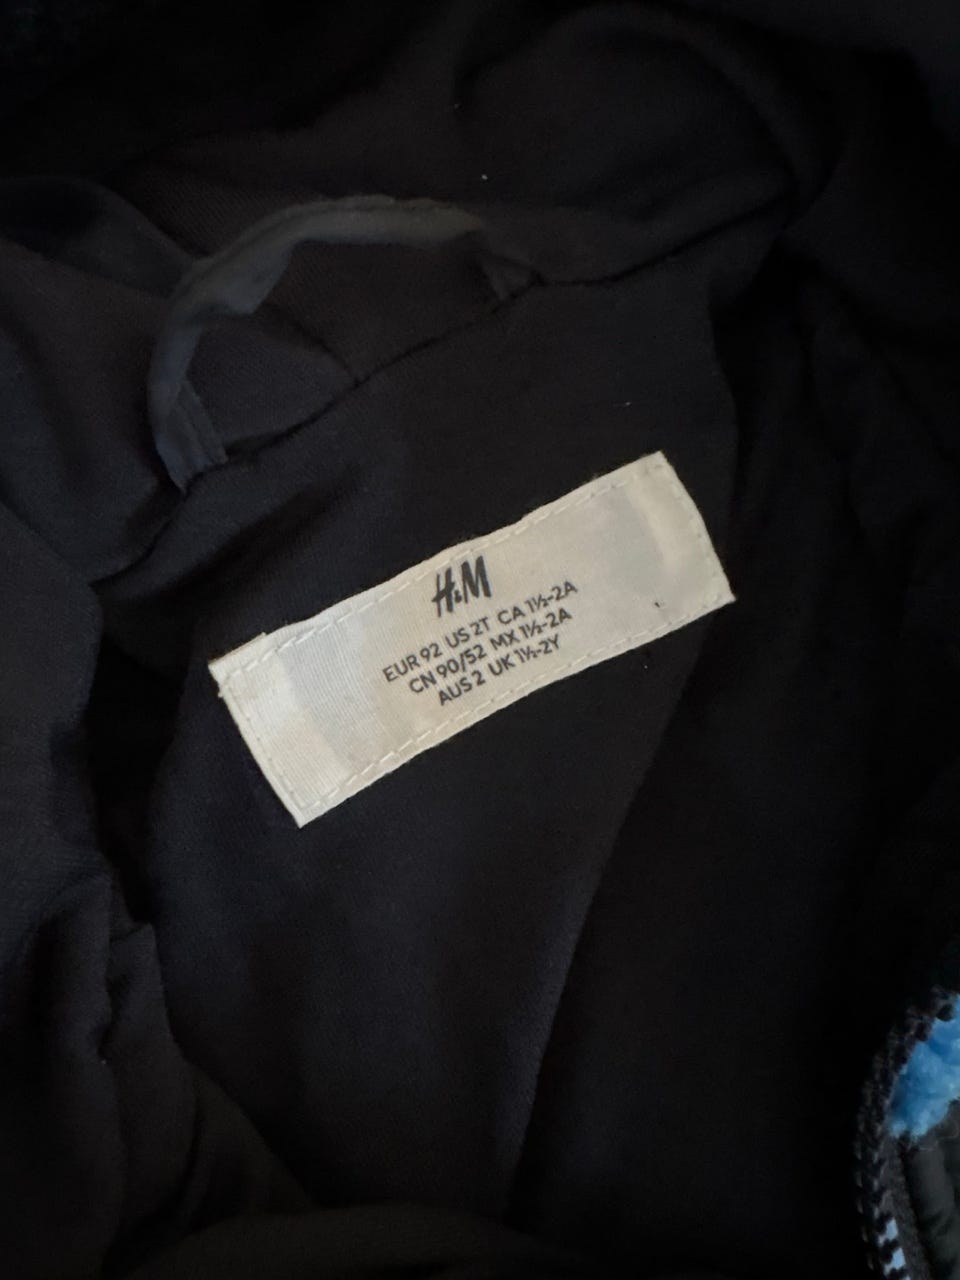 H&M
EUR 92 US 2T CA 1½-2A
CN 90/52 MX 1½-2A
AUS 2 UK 1½-2Y